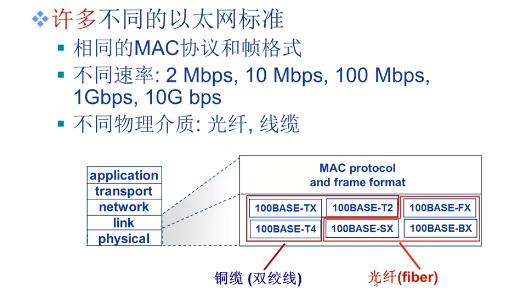 许多不同的以太网标准
相同的MAC协议和帧格式
不同速率: 2 Mbps, 10 Mbps, 100 Mbps,
1Gbps, 10G bps
不同物理介质: 光纤, 线缆
application
transport
network
link
physical
MAC protocol
and frame format
100BASE-TX
100BASE-T2
100BASE-FX
100BASE-T4
100BASE-SX
100BASE-BX
铜缆 (双绞线)
光纤(fiber)